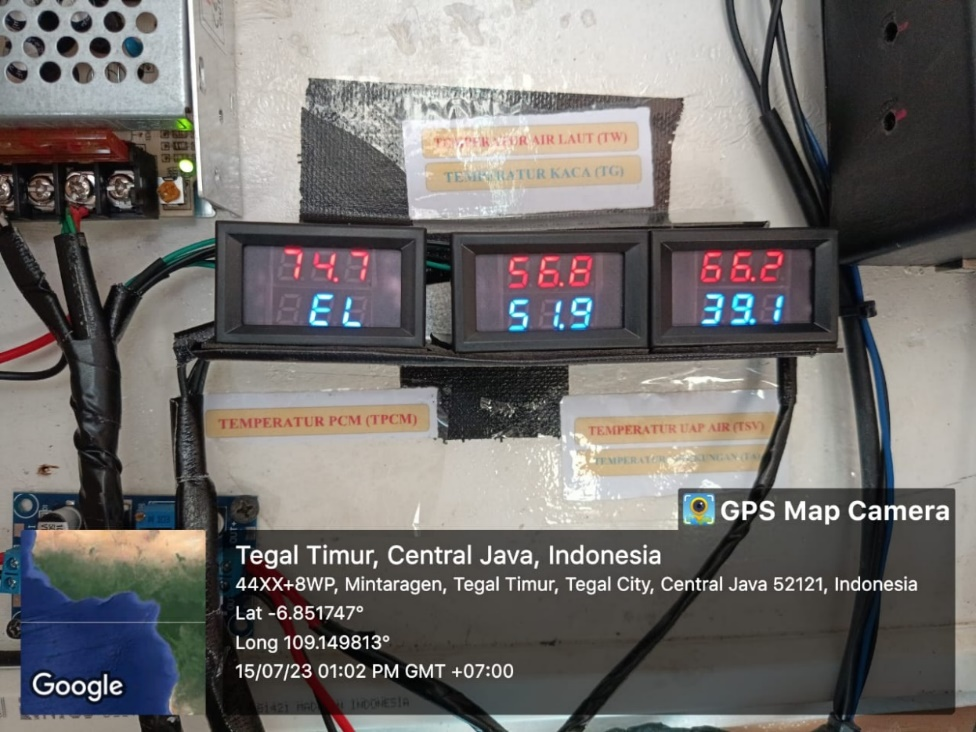 TEMPERATUR AIR LAUT (TW)
TEMPERATUR KACA (TG)
74.7
EL
56.8
51.9
66.2
39.1
TEMPERATUR PCM (TPCM)
TEMPERATUR UAP AIR (TSV)
TEMPERATUR
GPS Map Camera
Tegal Timur, Central Java, Indonesia
44XX+8WP, Mintaragen, Tegal Timur, Tegal City, Central Java 52121, Indonesia
Lat -6.851747°
Long 109.149813°
15/07/23 01:02 PM GMT +07:00
Google
INDONESIA